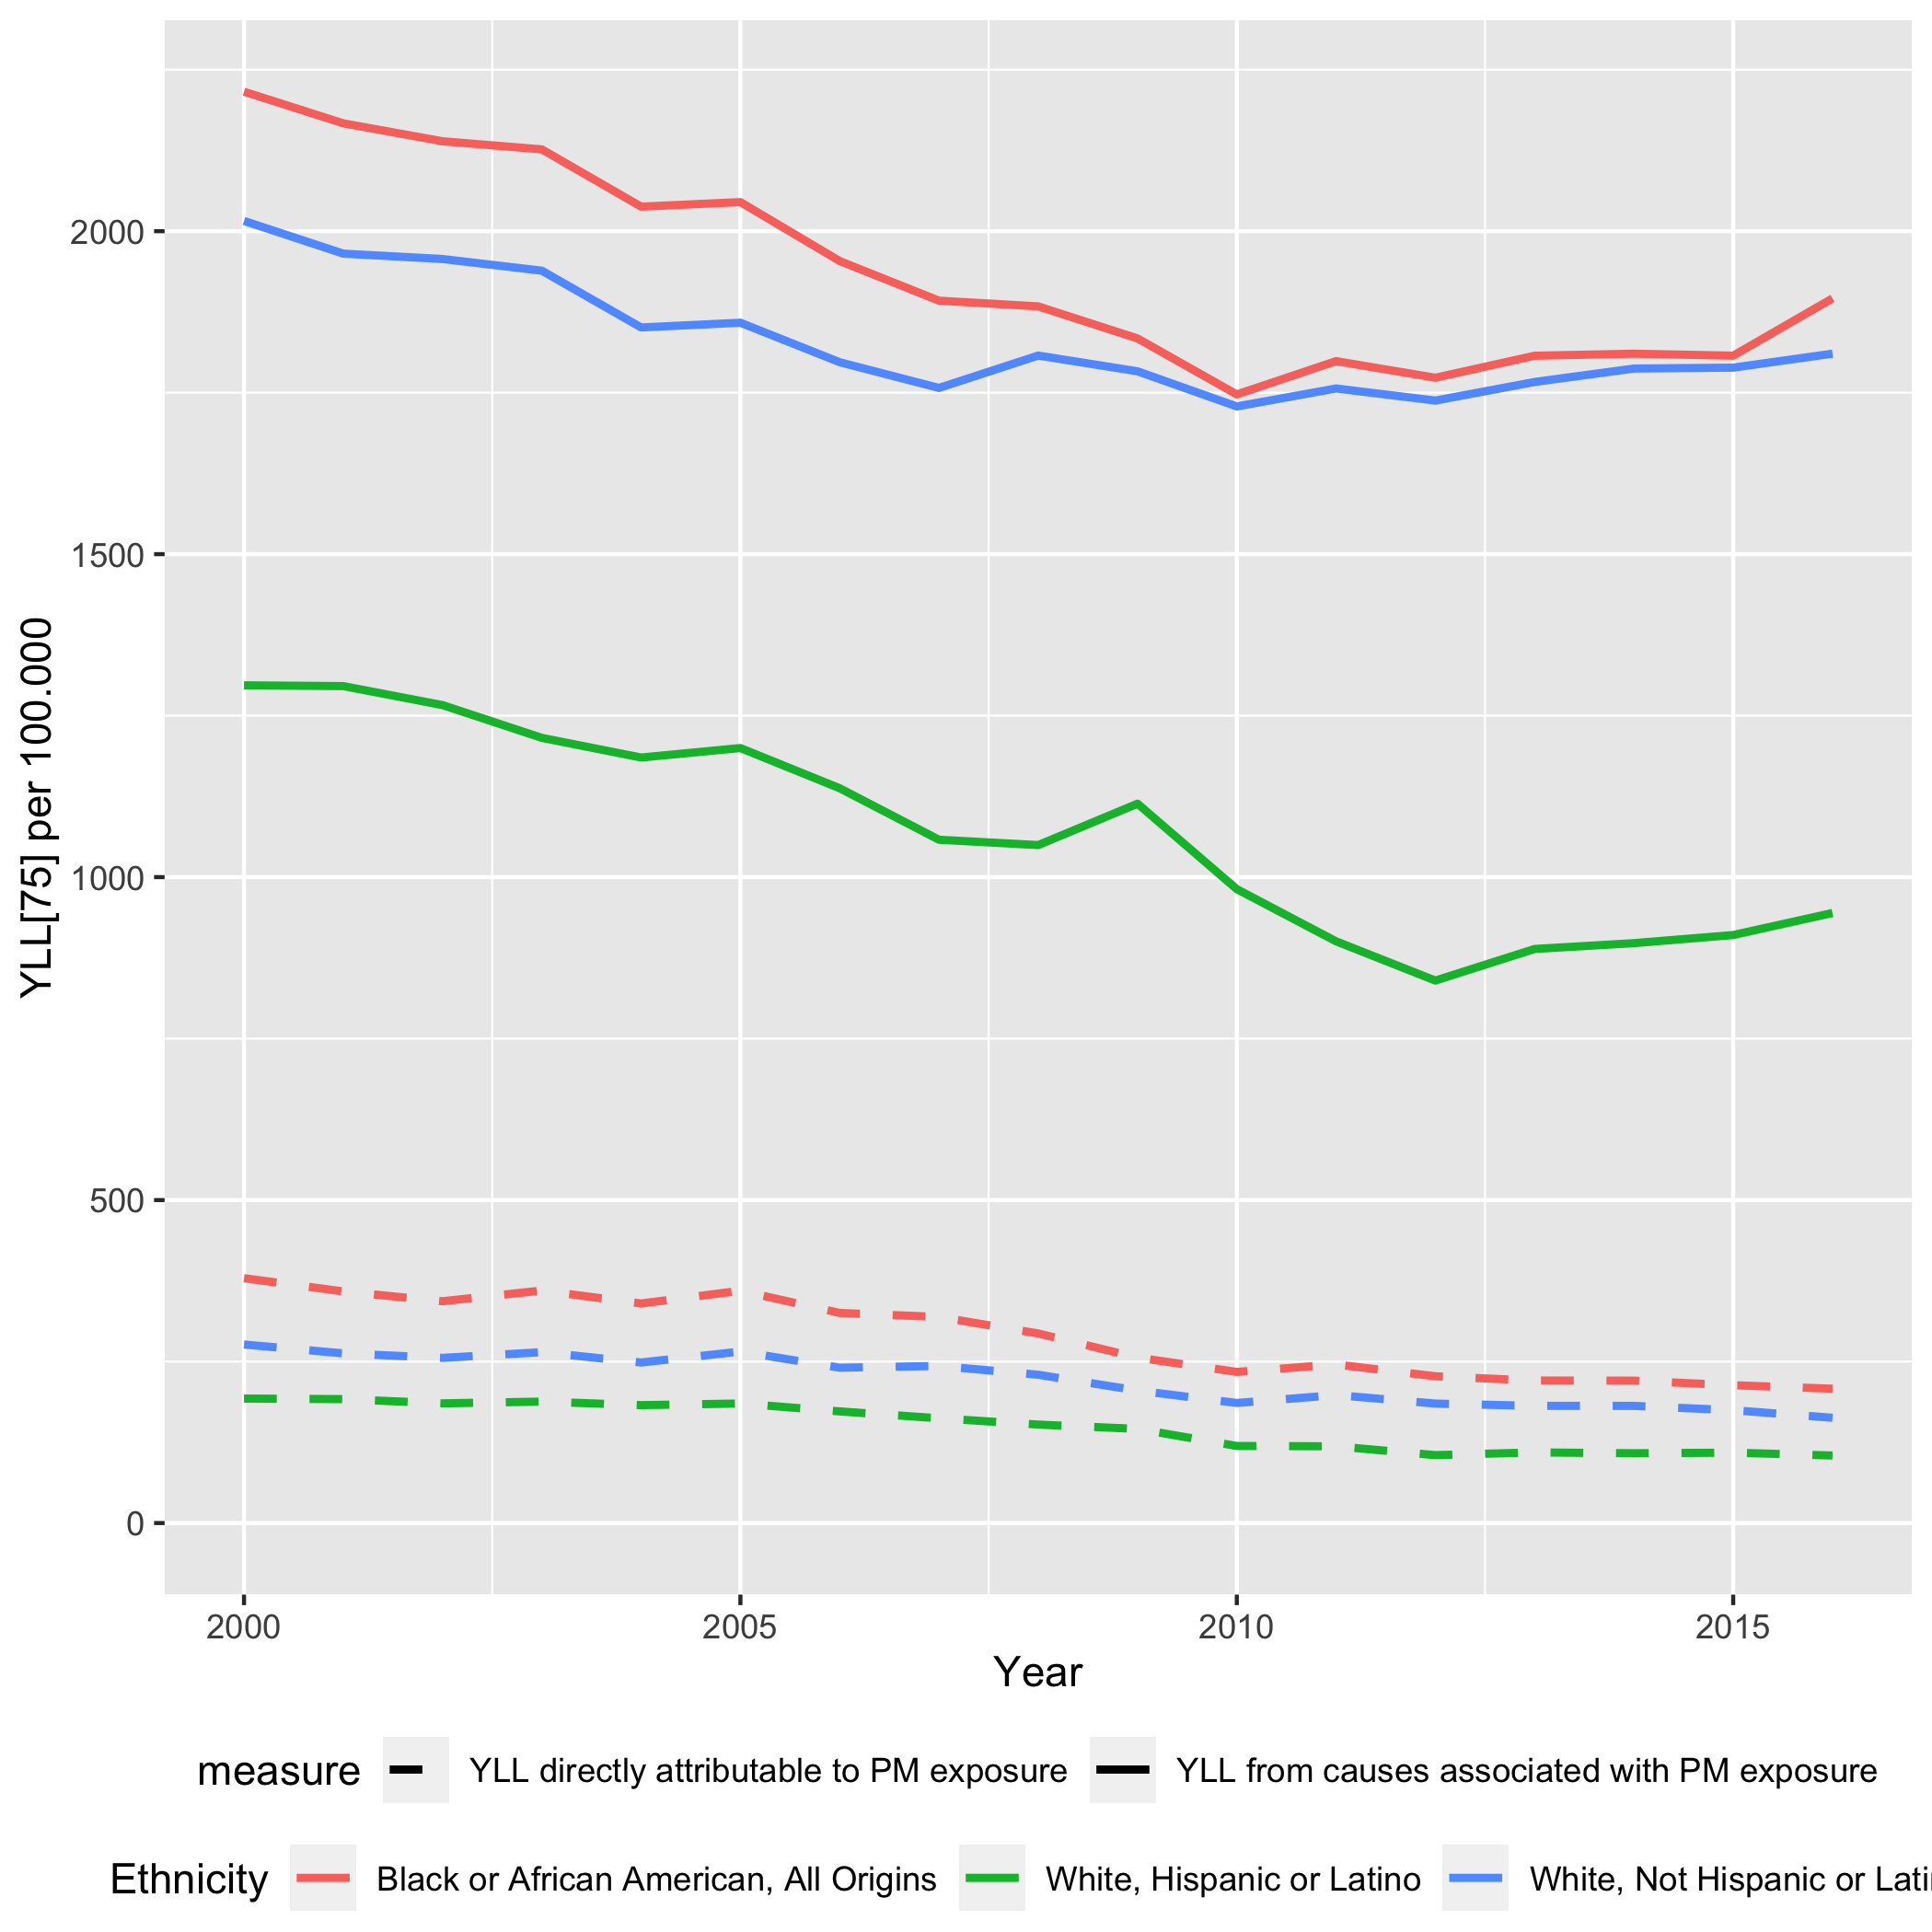 2000
1500
1000
500
0
YLL[75] per 100.000
2000 2005 2010 2015
Year
measure YLL directly attributable to PM exposure YLL from causes associated with PM exposure
Ethnicity Black or African American, All Origins White, Hispanic or Latino White, Not Hispanic or Lati